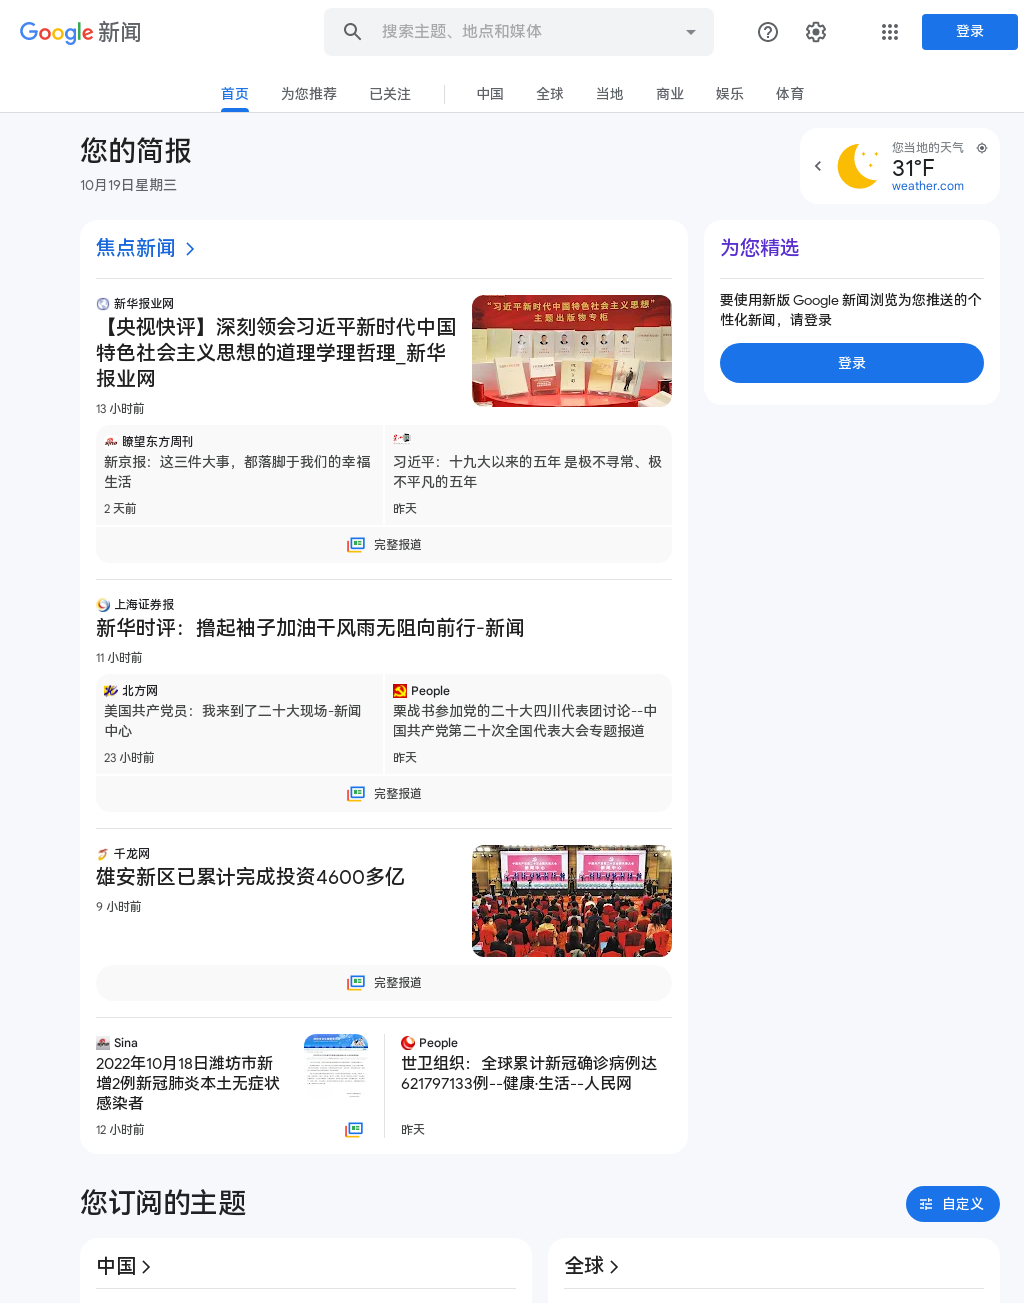 Google 新闻
搜索主题、地点和媒体
登录
首页
为您推荐
已关注
中国
全球
当地
商业
娱乐
体育
您的简报
10月19日星期三
您当地的天气
31°F
weather.com
焦点新闻
新华报业网
【央视快评】深刻领会习近平新时代中国
特色社会主义思想的道理学理哲理_新华
报业网
13 小时前
“习近平新时代中国特色社会主义思想”
主题出版物专柜
瞭望东方周刊
新京报：这三件大事，都落脚于我们的幸福
生活
2 天前
习近平：十九大以来的五年 是极不寻常、极
不平凡的五年
昨天
完整报道
上海证券报
新华时评：撸起袖子加油干风雨无阻向前行-新闻
11 小时前
北方网
美国共产党员：我来到了二十大现场-新闻
中心
23 小时前
People
栗战书参加党的二十大四川代表团讨论--中
国共产党第二十次全国代表大会专题报道
昨天
完整报道
千龙网
雄安新区已累计完成投资4600多亿
9 小时前
完整报道
Sina
2022年10月18日潍坊市新
增2例新冠肺炎本土无症状
感染者
12 小时前
People
世卫组织：全球累计新冠确诊病例达
621797133例--健康·生活--人民网
昨天
为您精选
要使用新版 Google 新闻浏览为您推送的个
性化新闻，请登录
登录
您订阅的主题
自定义
中国
全球